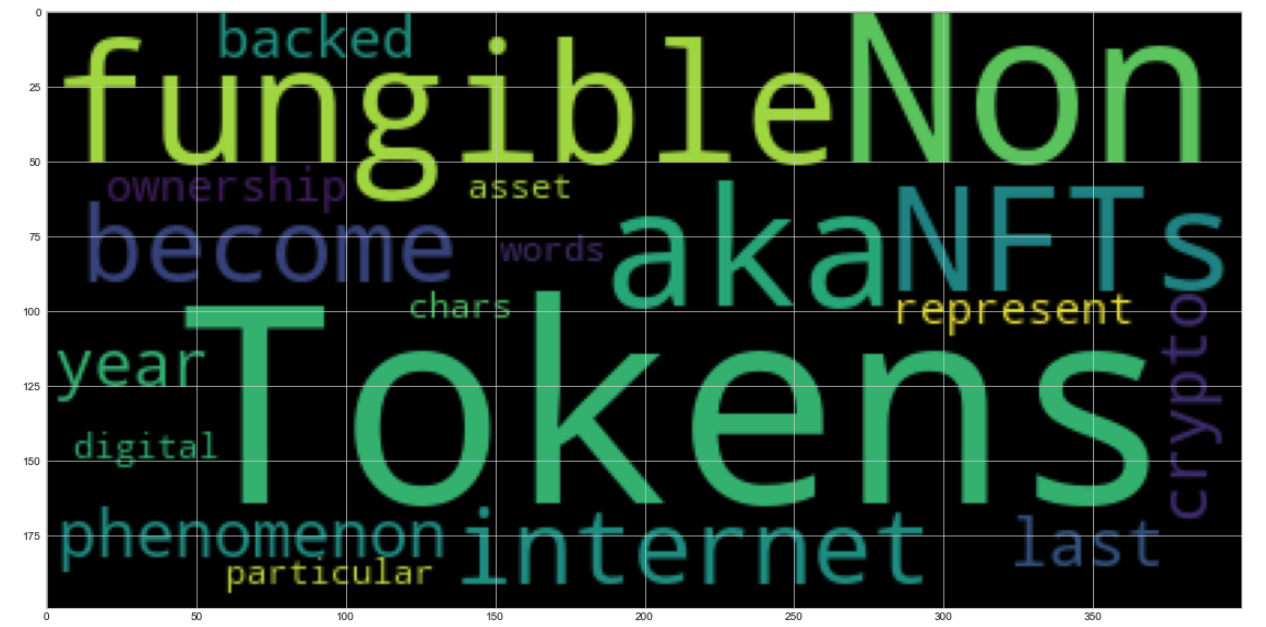 0
backed
fungible Non
25
50
ownership asset
become words aka NFTs
75
chars represent
100
year Tokens crypto
125
digital
150
phenomenon internet last
175
particular
0 50 100 150 200 250 300 350